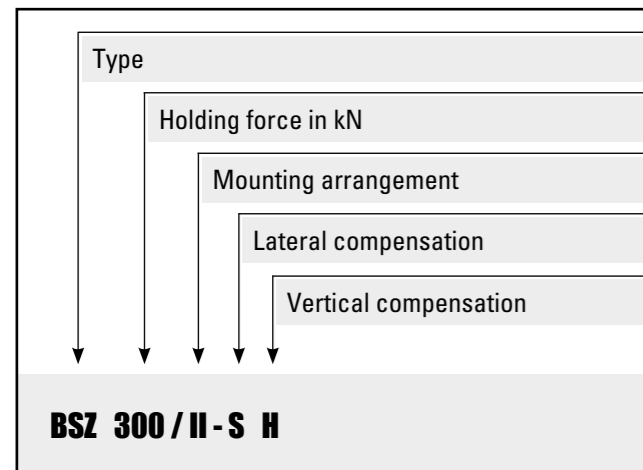 Type
Holding force in kN
Mounting arrangement
Lateral compensation
Vertical compensation
BSZ 300 / II - S H